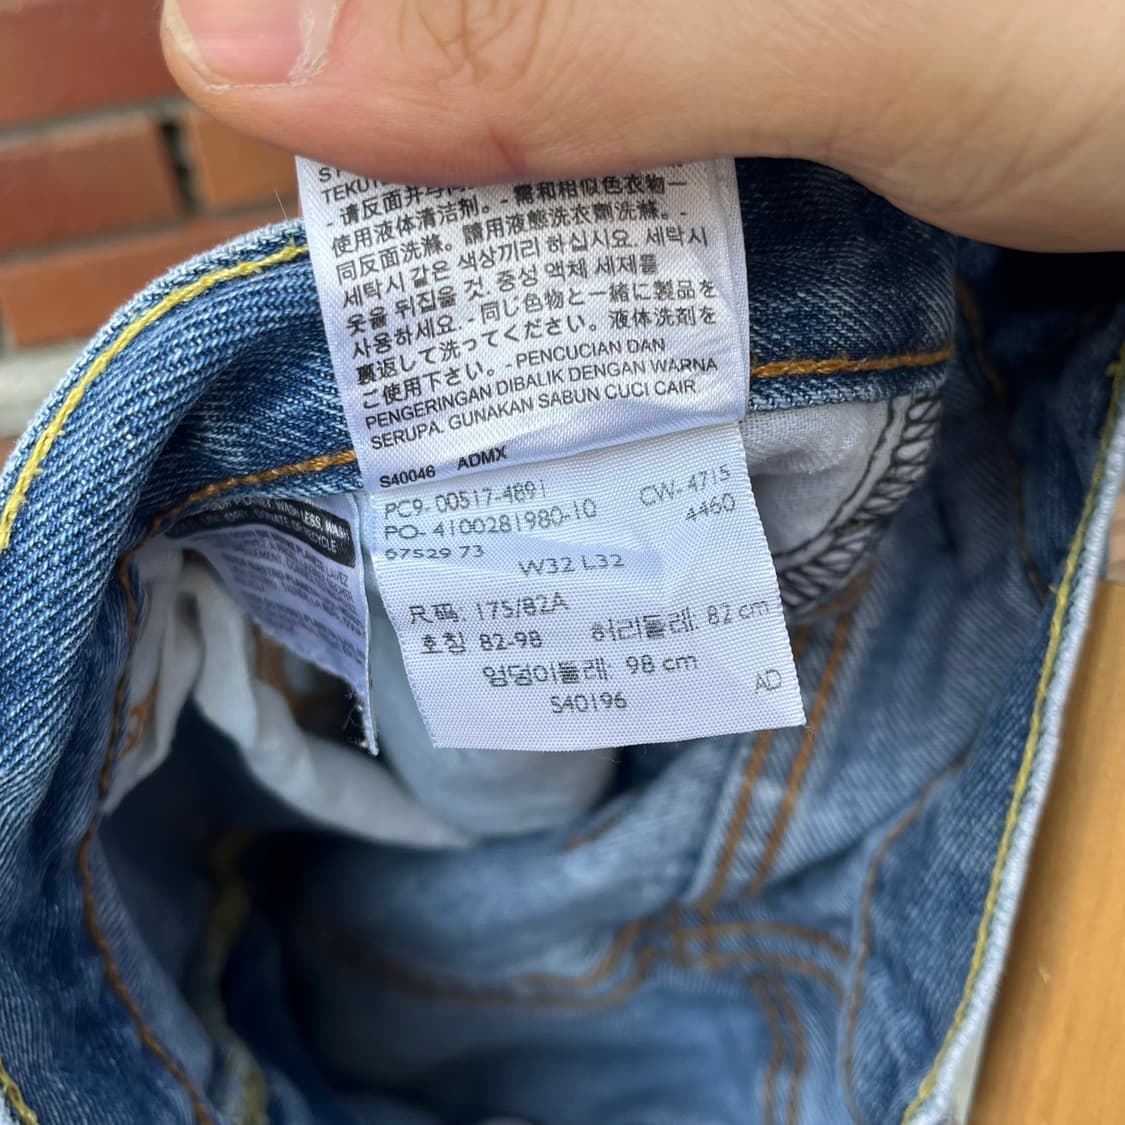 TEKU
- 请反面并与 需和相似色衣物一
使用液体清洁剂。- 請用液態洗衣劑洗滌。-
同反面洗滌。
세탁시 같은 색상끼리 하십시요. 세탁시
옷을 뒤집을 것. 중성 액체 세제를
사용하세요. - 同じ色物と一緒に製品を
裏返して洗ってください。液体洗剤を
ご使用下さい。- PENCUCIAN DAN
PENGERINGAN DIBALIK DENGAN WARNA
SERUPA. GUNAKAN SABUN CUCI CAIR
S40046 ADMX
PC9- 00517-4891 CW- 4715
PO- 4100281980-10 4460
67529 73
W32 L32
尺码: 175/82A
호칭 82-98 허리둘레: 82 cm
엉덩이둘레 98 cm
S40196 AD
WASH LESS, WASH
DONATE OR RECYCLE